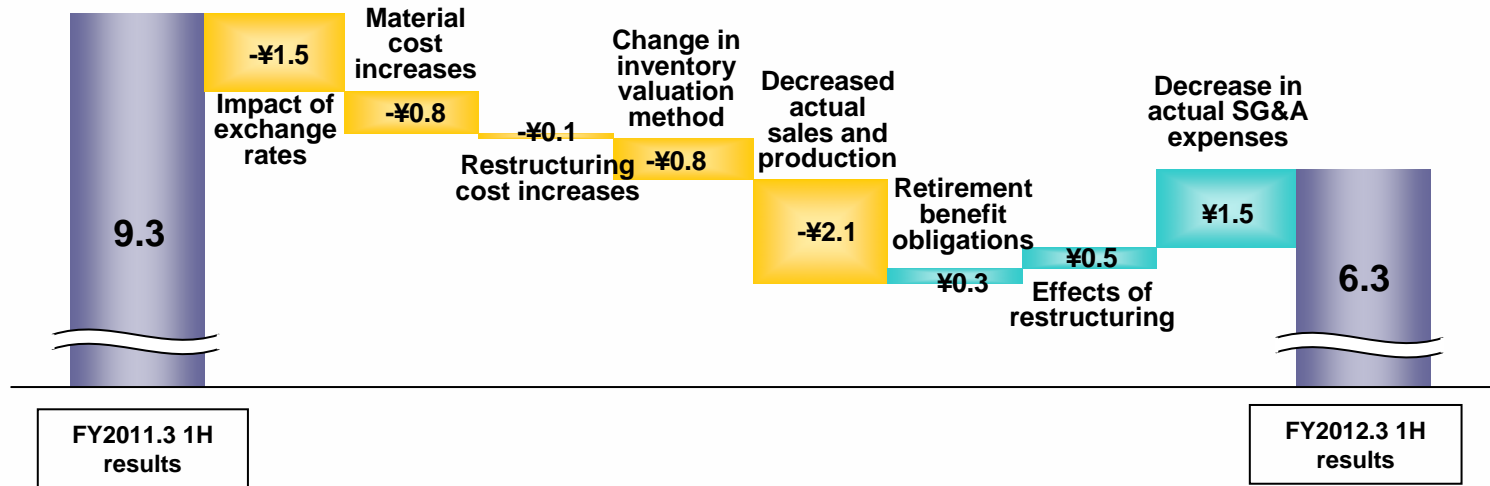 9.3
-¥1.5
Impact of
exchange
rates
Material
cost
increases
-¥0.8
-¥0.1
Restructuring
cost increases
Change in
inventory
valuation
method
-¥0.8
Decreased
actual
sales and
production
-¥2.1
Retirement
benefit
obligations
¥0.3
¥0.5
Effects of
restructuring
Decrease in
actual SG&A
expenses
¥1.5
6.3
FY2011.3 1H
results
FY2012.3 1H
results